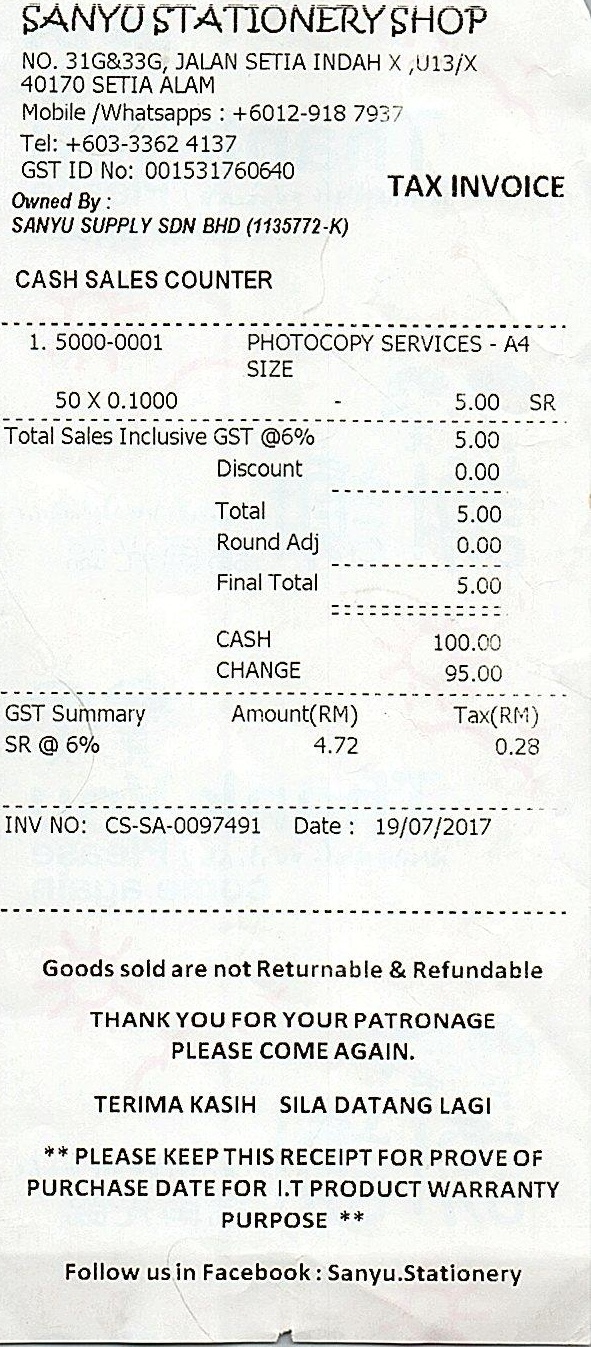 SANYU STATIONERY SHOP
NO. 31G&33G, JALAN SETIA INDAH X ,U13/X
40170 SETIA ALAM
Mobile /Whatsapps : +6012-918 7937
Tel: +603-3362 4137
GST ID No: 001531760640
TAX INVOICE
Owned By :
SANYU SUPPLY SDN BHD (1135772-K)
CASH SALES COUNTER
1. 5000-0001 PHOTOCOPY SERVICES - A4
SIZE
50 X 0.1000 - 5.00 SR
Total Sales Inclusive GST @6% 5.00
Discount 0.00
Total 5.00
Round Adj 0.00
Final Total 5.00
CASH 100.00
CHANGE 95.00
GST Summary Amount(RM) Tax(RM)
SR @ 6% 4.72 0.28
INV NO: CS-SA-0097491 Date : 19/07/2017
Goods sold are not Returnable & Refundable
THANK YOU FOR YOUR PATRONAGE
PLEASE COME AGAIN.
TERIMA KASIH SILA DATANG LAGI
** PLEASE KEEP THIS RECEIPT FOR PROVE OF
PURCHASE DATE FOR I.T PRODUCT WARRANTY
PURPOSE **
Follow us in Facebook : Sanyu.Stationery